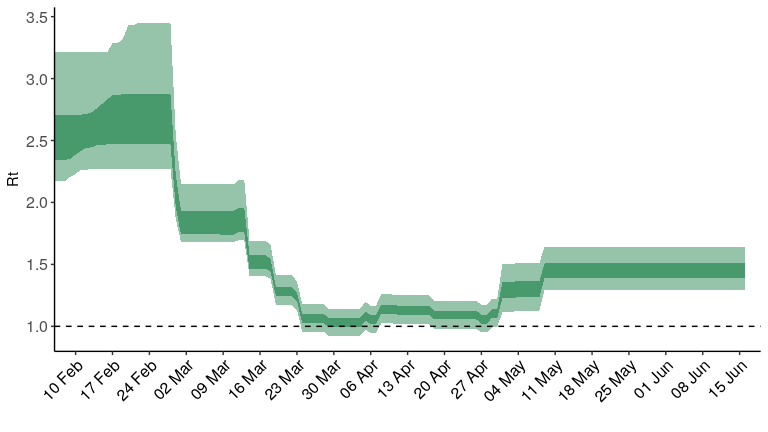 3.5
3.0
2.5
2.0
1.5
1.0
Rt
10 Feb
17 Feb
24 Feb
02 Mar
09 Mar
16 Mar
23 Mar
30 Mar
06 Apr
13 Apr
20 Apr
27 Apr
04 May
11 May
18 May
25 May
01 Jun
08 Jun
15 Jun